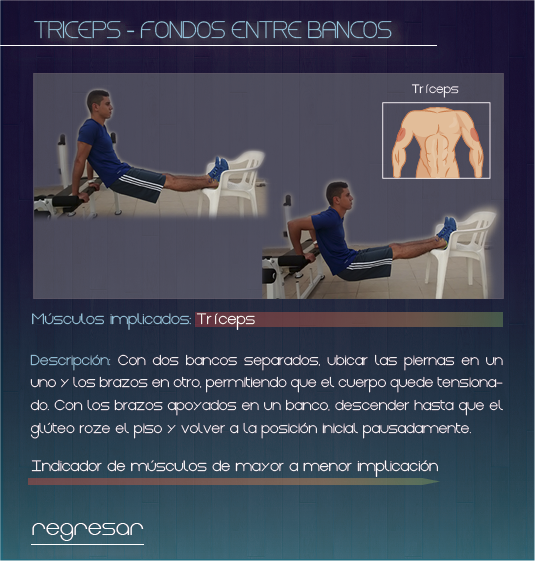 TRICEPS - FONDOS ENTRE BANCOS
Tríceps
Músculos implicados: Tríceps
Descripción: Con dos bancos separados, ubicar las piernas en un
uno y los brazos en otro, permitiendo que el cuerpo quede tensiona-
do. Con los brazos apoyados en un banco, descender hasta que el
glúteo roze el piso y volver a la posición inicial pausadamente.
Indicador de músculos de mayor a menor implicación
regresar